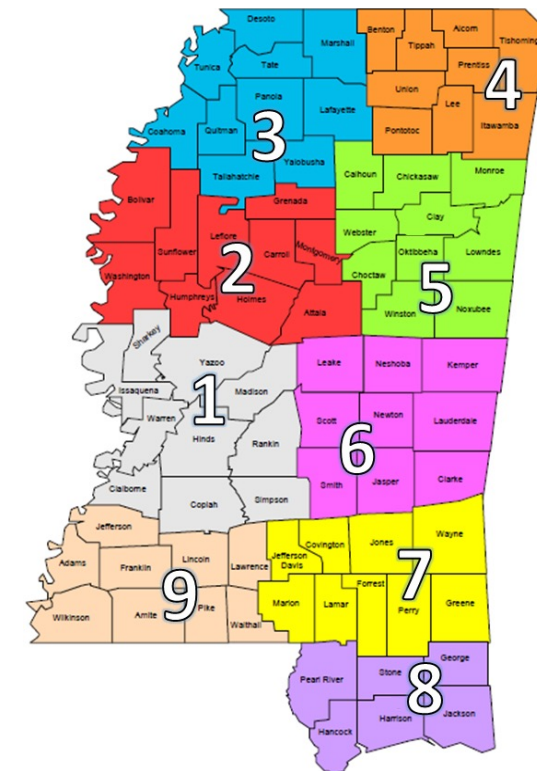 Desoto
Marshall
Tunica
Tate
Panola
Lafayette
Coahoma
Quitman
3
Yalobusha
Tallahatchie
Benton
Tippah
Alcorn
Tishoming
Prentiss
Union
4
Lee
Pontotoc
Itawamba
Bolivar
Grenada
Leflore
Sunflower
Carroll
Montgomery
2
Washington
Humphreys
Holmes
Attala
Calhoun
Chickasaw
Monroe
Clay
Webster
Oktibbeha
Lowndes
Choctaw
5
Winston
Noxubee
Sharkey
Yazoo
Issaquena
Madison
1
Warren
Hinds
Rankin
Claiborne
Copiah
Simpson
Leake
Neshoba
Kemper
Scott
Newton
Lauderdale
6
Smith
Jasper
Clarke
Jefferson
Adams
Franklin
Lincoln
Lawrence
9
Wilkinson
Amite
Pike
Walthall
Covington
Jones
Wayne
Jefferson
Davis
7
Forrest
Marion
Lamar
Perry
Greene
George
Pearl River
Stone
8
Hancock
Harrison
Jackson